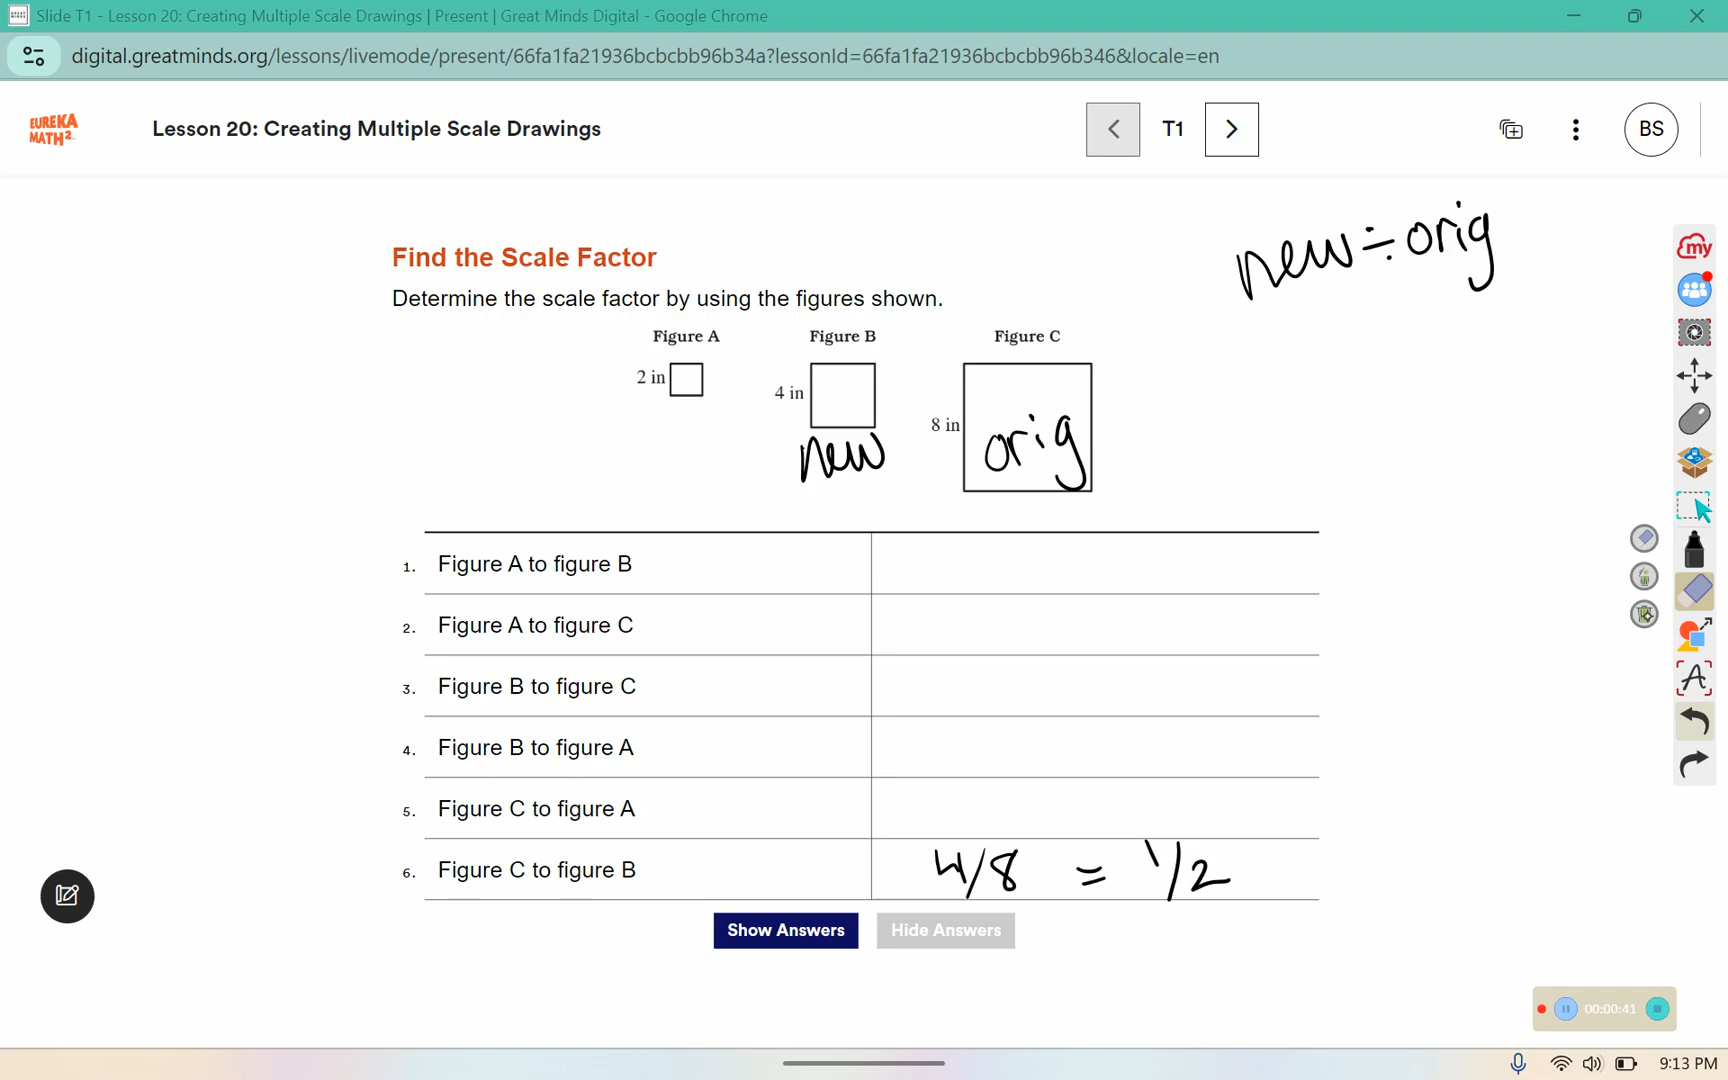 Slide T1 - Lesson 20: Creating Multiple Scale Drawings | Present | Great Minds Digital - Google Chrome
digital.greatminds.org/lessons/livemode/present/66fa1fa21936bcbcbb96b34a?lessonId=66fa1fa21936bcbcbb96b346&locale=en
EUREKA MATH²
Lesson 20: Creating Multiple Scale Drawings
T1
BS
new ÷ orig
Find the Scale Factor
Determine the scale factor by using the figures shown.
Figure A Figure B Figure C
2 in
4 in
8 in
new
orig
1. Figure A to figure B
2. Figure A to figure C
3. Figure B to figure C
4. Figure B to figure A
5. Figure C to figure A
6. Figure C to figure B 4/8 = 1/2
Show Answers Hide Answers
my
A
00:00:41
9:13 PM